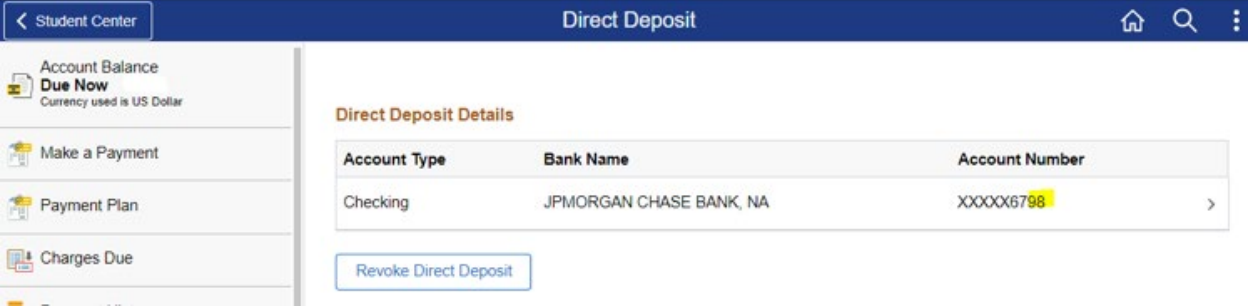 Student Center
Direct Deposit
Account Balance
Due Now
Currency used is US Dollar
Make a Payment
Payment Plan
Charges Due
Direct Deposit Details
Account Type Bank Name Account Number
Checking JPMORGAN CHASE BANK, NA XXXXX6798
Revoke Direct Deposit